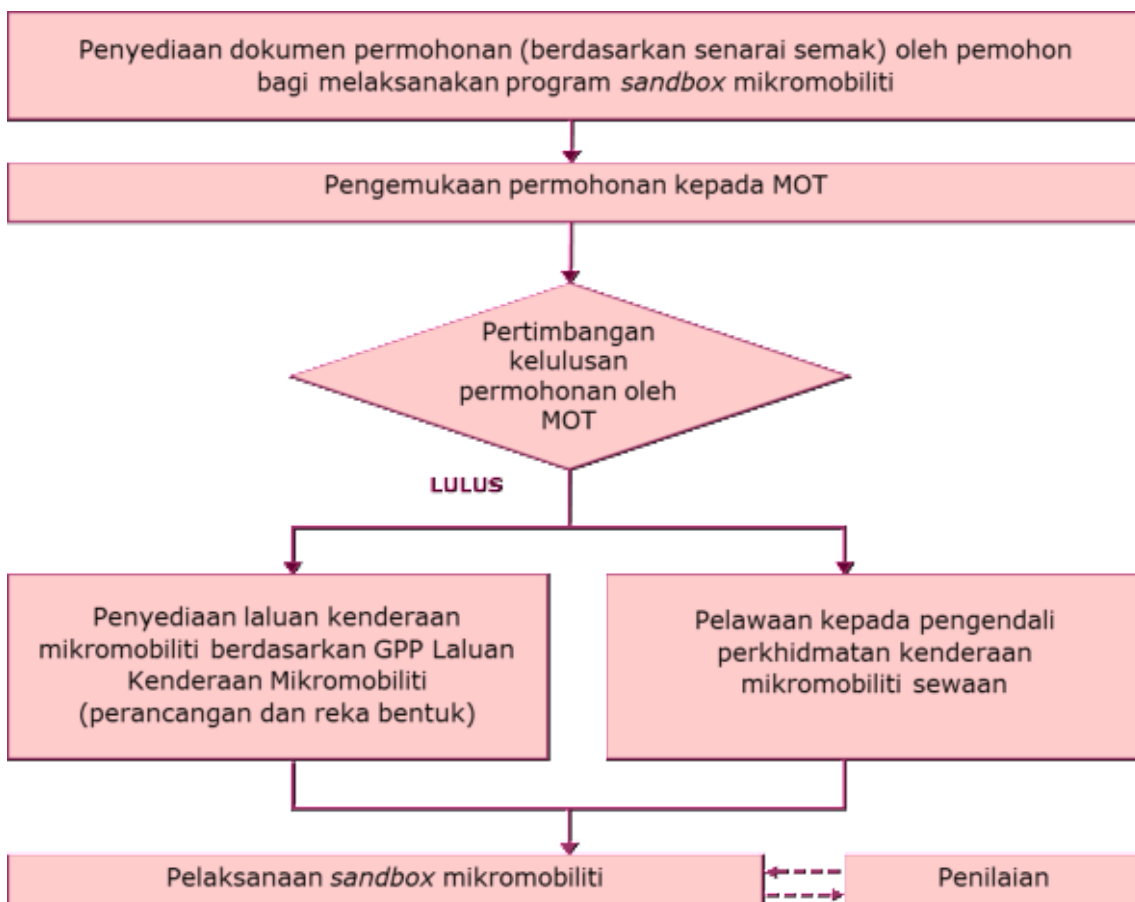 Penyediaan dokumen permohonan (berdasarkan senarai semak) oleh pemohon
bagi melaksanakan program sandbox mikromobiliti
Pengemukaan permohonan kepada MOT
Pertimbangan
kelulusan
permohonan oleh
MOT
LULUS
Penyediaan laluan kenderaan
mikromobiliti berdasarkan GPP Laluan
Kenderaan Mikromobiliti
(perancangan dan reka bentuk)
Pelawaan kepada pengendali
perkhidmatan kenderaan
mikromobiliti sewaan
Pelaksanaan sandbox mikromobiliti
Penilaian